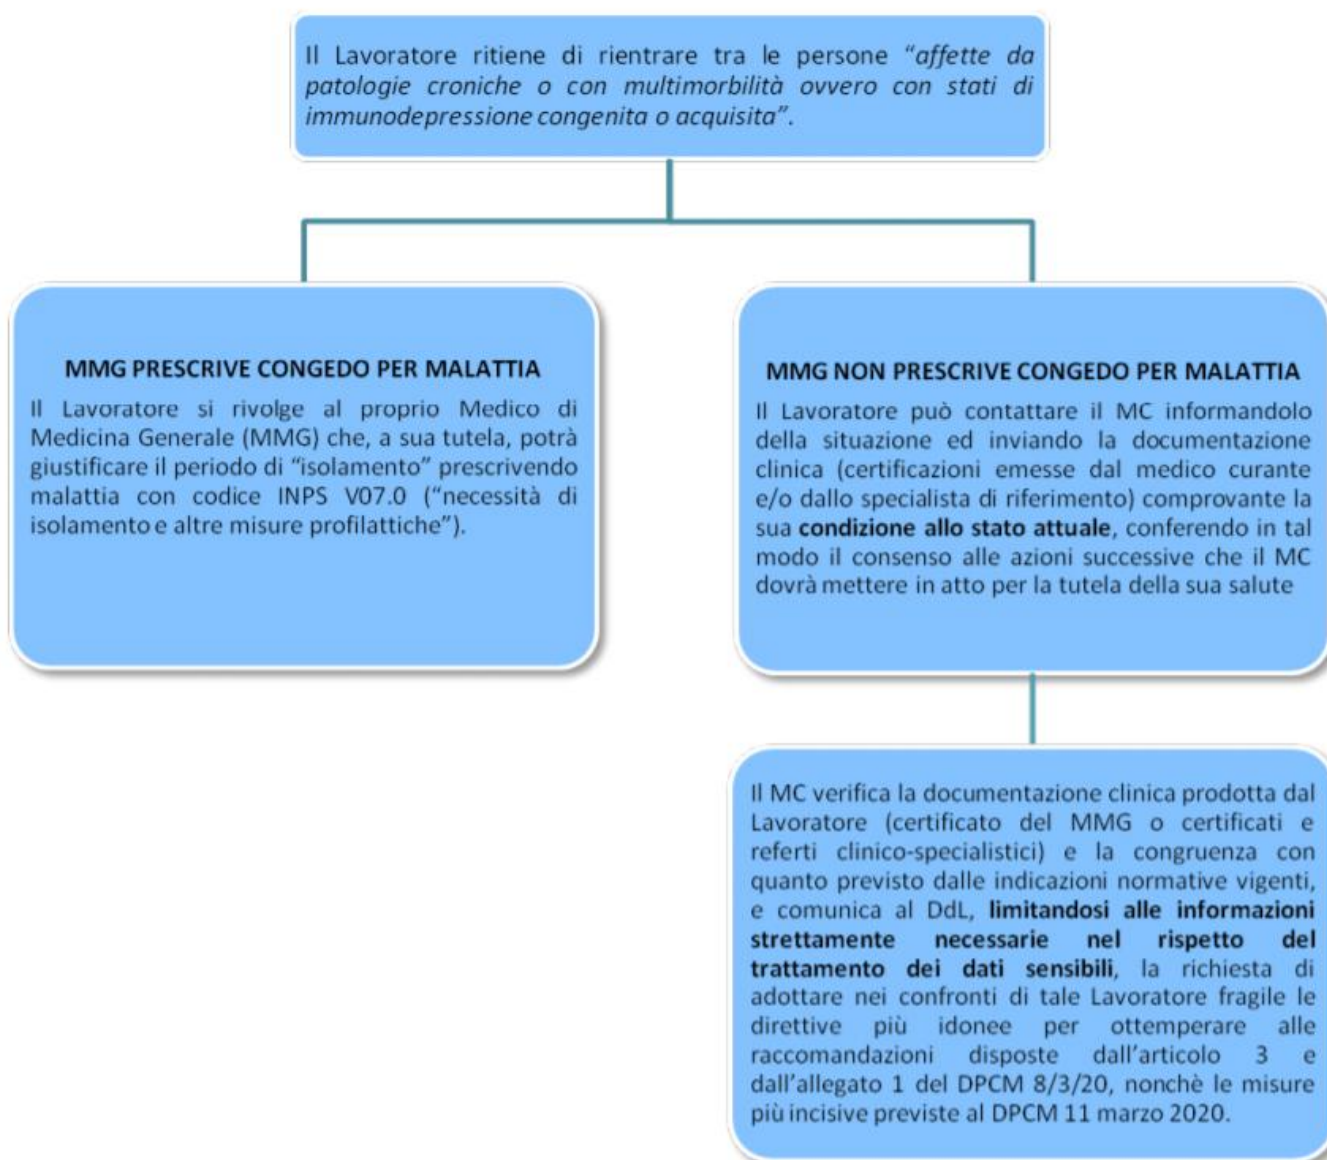 Il Lavoratore ritiene di rientrare tra le persone “affette da
patologie croniche o con multimorbilità ovvero con stati di
immunodepressione congenita o acquisita”.
MMG PRESCRIVE CONGEDO PER MALATTIA
Il Lavoratore si rivolge al proprio Medico di
Medicina Generale (MMG) che, a sua tutela, potrà
giustificare il periodo di “isolamento” prescrivendo
malattia con codice INPS V07.0 (“necessità di
isolamento e altre misure profilattiche”).
MMG NON PRESCRIVE CONGEDO PER MALATTIA
Il Lavoratore può contattare il MC informandolo
della situazione ed inviando la documentazione
clinica (certificazioni emesse dal medico curante
e/o dallo specialista di riferimento) comprovante la
sua condizione allo stato attuale, conferendo in tal
modo il consenso alle azioni successive che il MC
dovrà mettere in atto per la tutela della sua salute
Il MC verifica la documentazione clinica prodotta dal
Lavoratore (certificato del MMG o certificati e
referti clinico-specialistici) e la congruenza con
quanto previsto dalle indicazioni normative vigenti,
e comunica al DdL, limitandosi alle informazioni
strettamente necessarie nel rispetto del
trattamento dei dati sensibili, la richiesta di
adottare nei confronti di tale Lavoratore fragile le
direttive più idonee per ottemperare alle
raccomandazioni disposte dall’articolo 3 e
dall’allegato 1 del DPCM 8/3/20, nonchè le misure
più incisive previste al DPCM 11 marzo 2020.